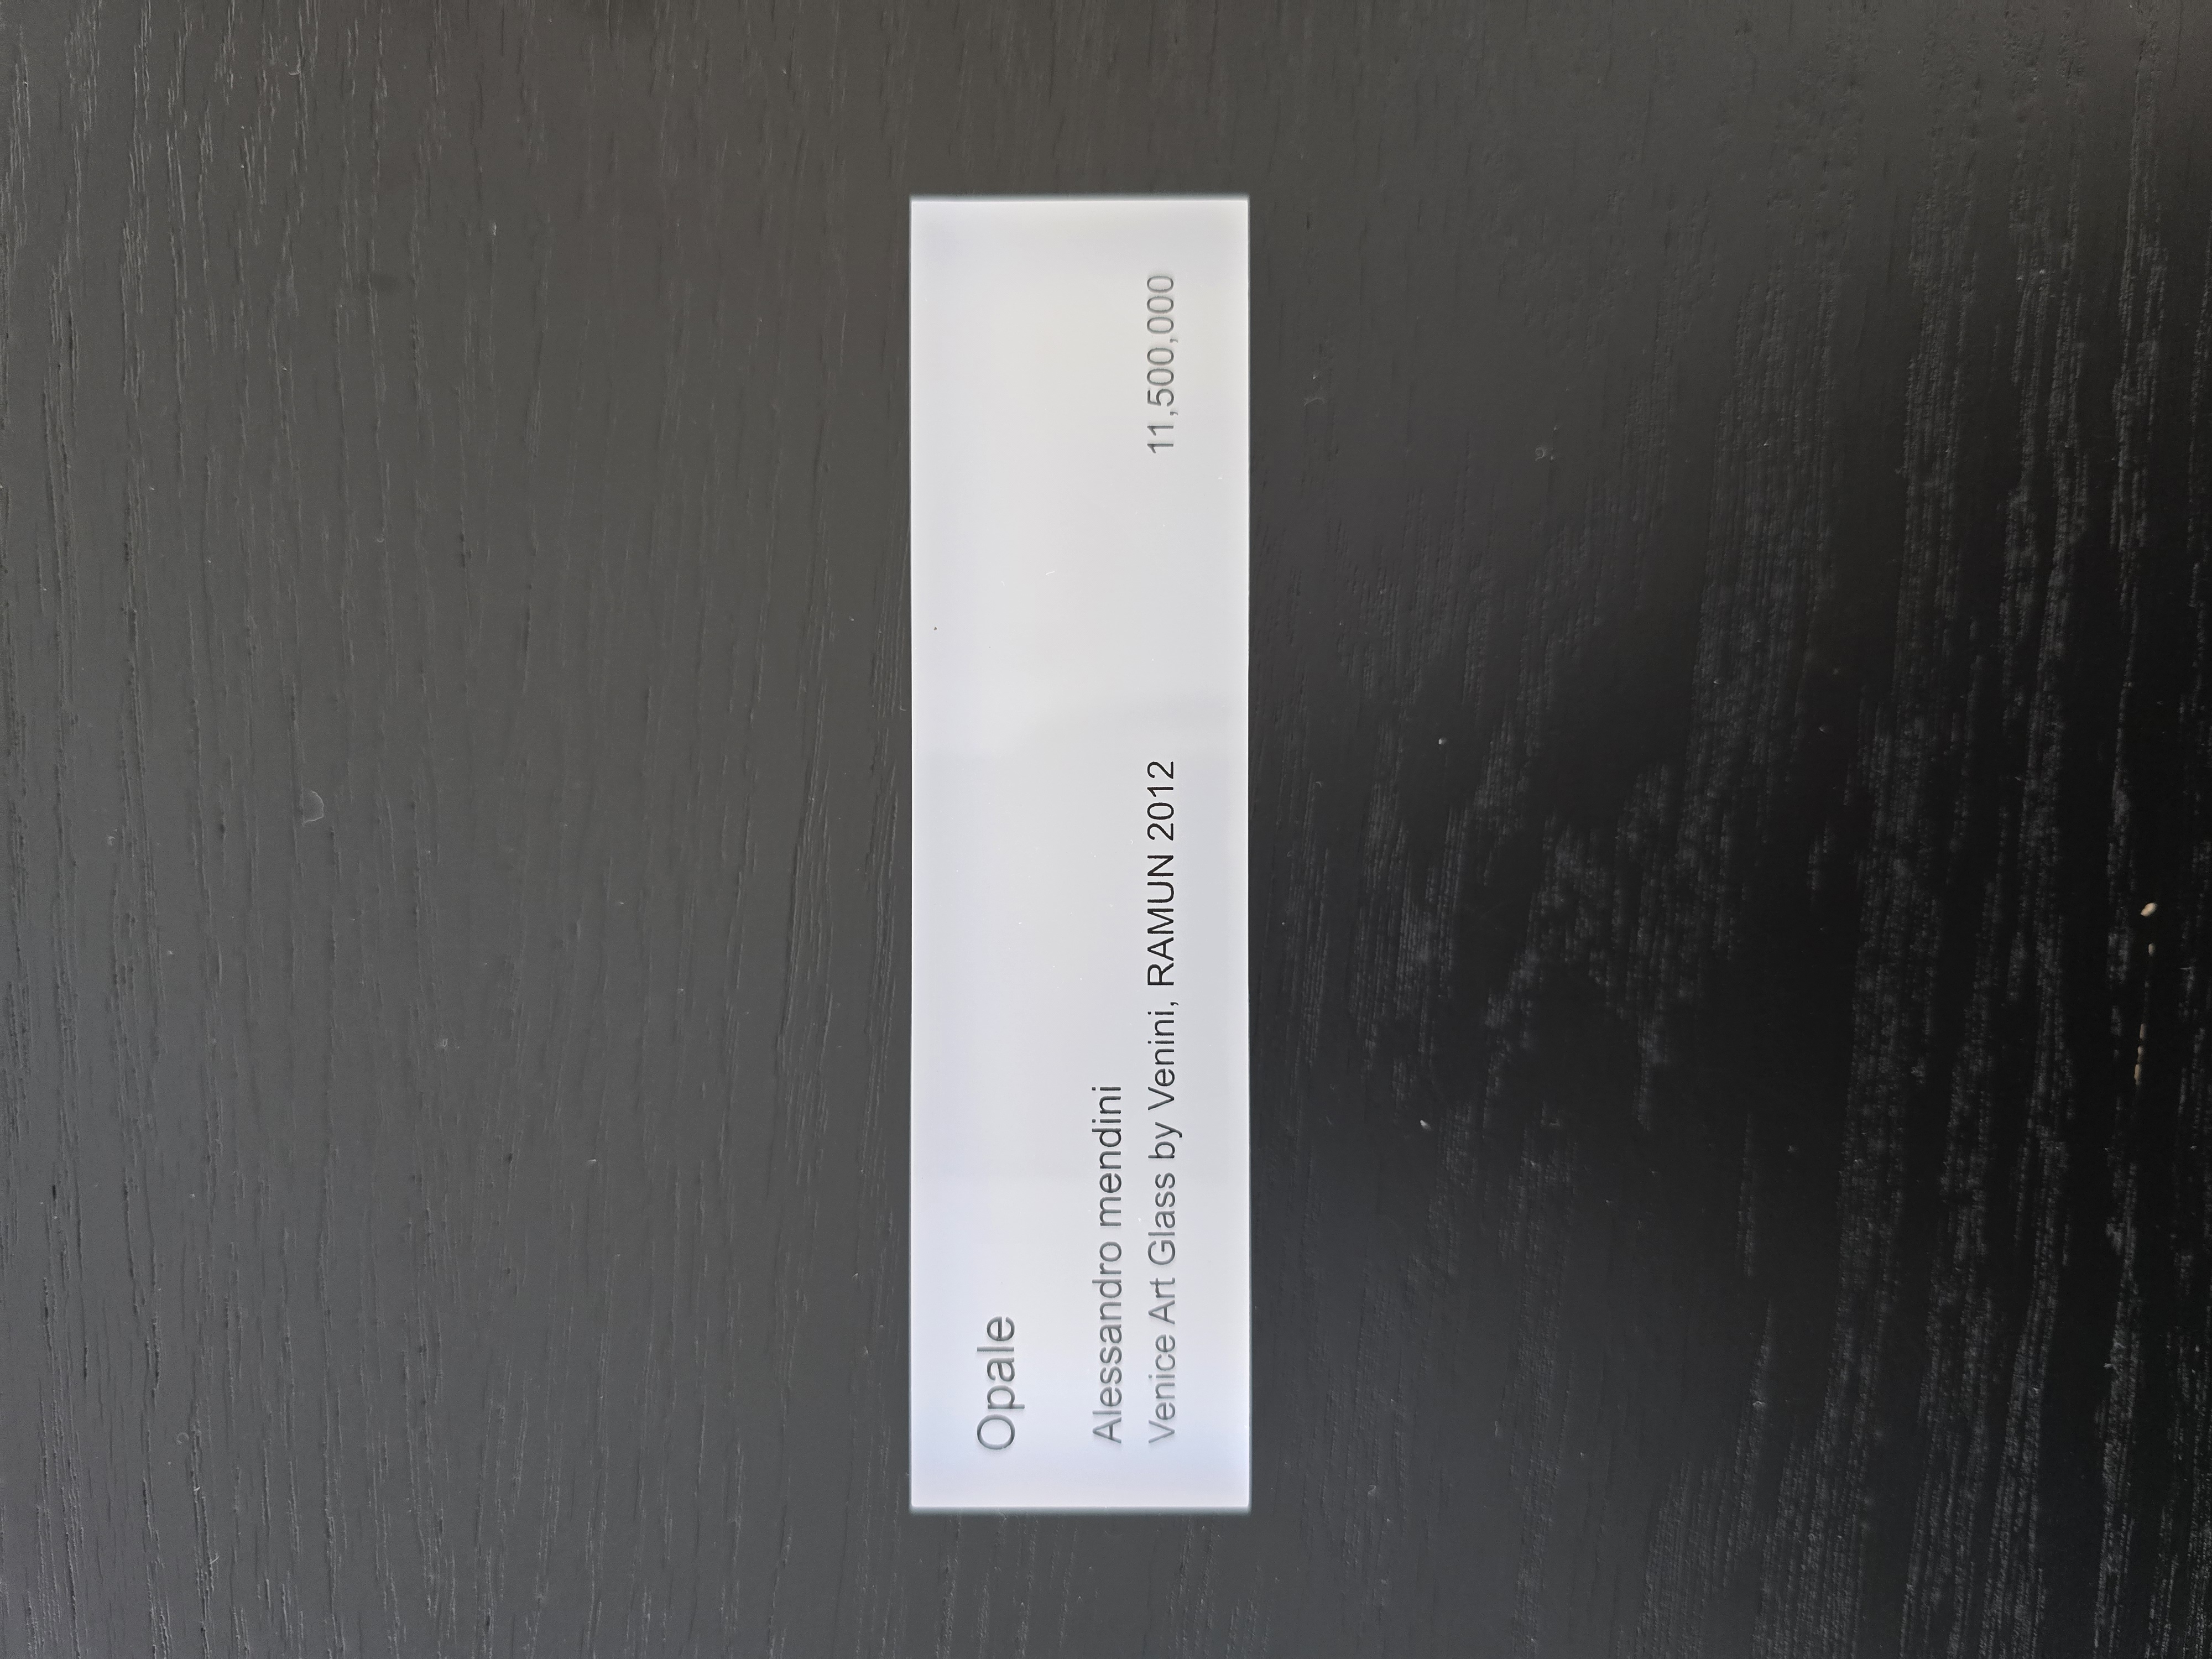 Opale
Alessandro mendini
Venice Art Glass by Venini, RAMUN 2012 11,500,000